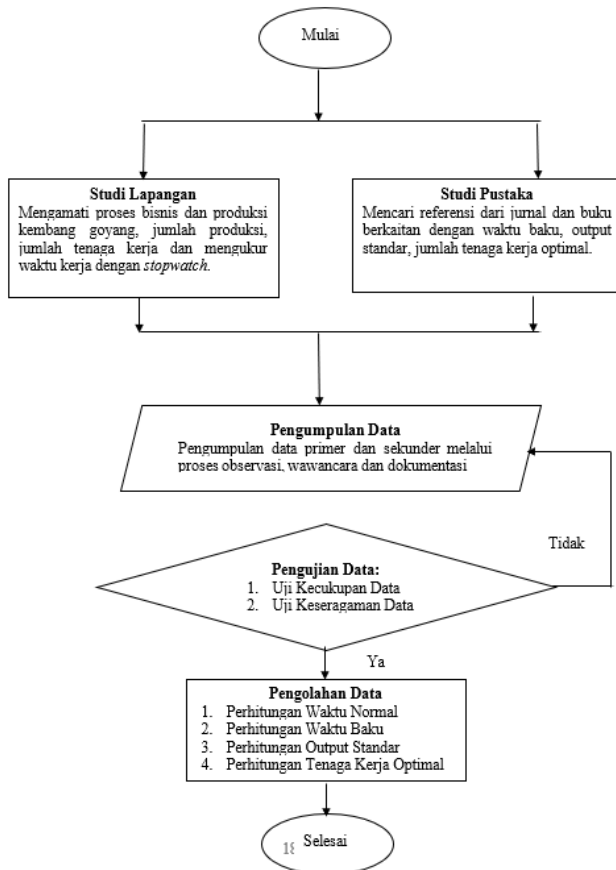 Mulai
Studi Lapangan
Mengamati proses bisnis dan produksi
kembang goyang, jumlah produksi,
jumlah tenaga kerja dan mengukur
waktu kerja dengan stopwatch.
Studi Pustaka
Mencari referensi dari jurnal dan buku
berkaitan dengan waktu baku, output
standar, jumlah tenaga kerja optimal.
Pengumpulan Data
Pengumpulan data primer dan sekunder melalui
proses observasi, wawancara dan dokumentasi
Tidak
Pengujian Data:
1. Uji Kecukupan Data
2. Uji Keseragaman Data
Ya
Pengolahan Data
1. Perhitungan Waktu Normal
2. Perhitungan Waktu Baku
3. Perhitungan Output Standar
4. Perhitungan Tenaga Kerja Optimal
Selesai